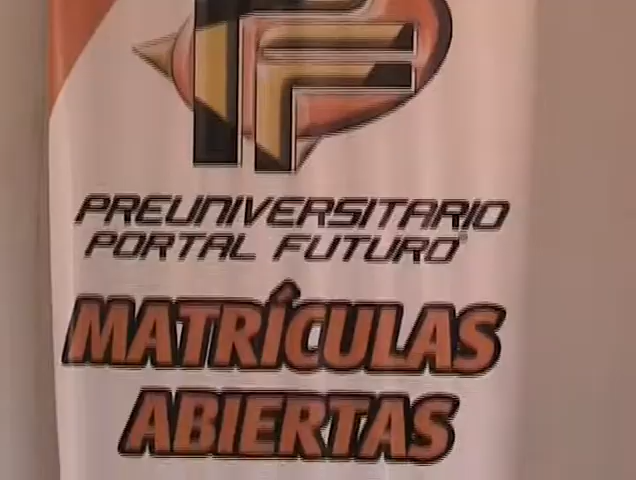 PREUNIVERSITARIO
PORTAL FUTURO
MATRÍCULAS
ABIERTAS